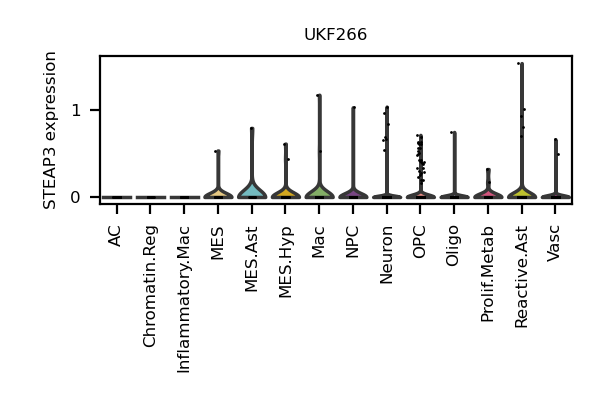 UKF266
STEAP3 expression
1
0
AC
Chromatin.Reg
Inflammatory.Mac
MES
MES.Ast
MES.Hyp
Mac
NPC
Neuron
OPC
Oligo
Prolif.Metab
Reactive.Ast
Vasc